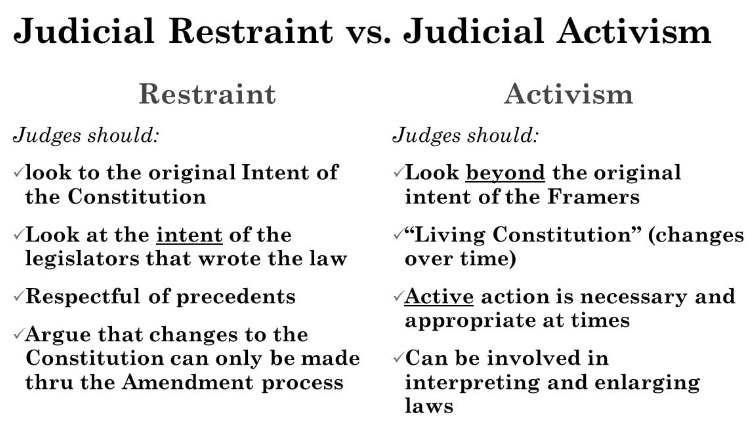 Judicial Restraint vs. Judicial Activism
Restraint
Judges should:
✓look to the original Intent of
the Constitution
✓Look at the intent of the
legislators that wrote the law
✓Respectful of precedents
✓Argue that changes to the
Constitution can only be made
thru the Amendment process
Activism
Judges should:
✓Look beyond the original
intent of the Framers
✓“Living Constitution” (changes
over time)
✓Active action is necessary and
appropriate at times
✓Can be involved in
interpreting and enlarging
laws